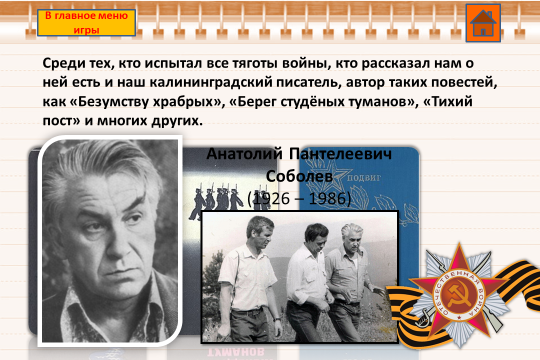 В главное меню
игры
Среди тех, кто испытал все тяготы войны, кто рассказал нам о
ней есть и наш калининградский писатель, автор таких повестей,
как «Безумству храбрых», «Берег студёных туманов», «Тихий
пост» и многих других.
Анатолий Пантелеевич
Соболев
(1926 – 1986)
подвиг
ОТЕЧЕСТВЕННАЯ ВОЙНА